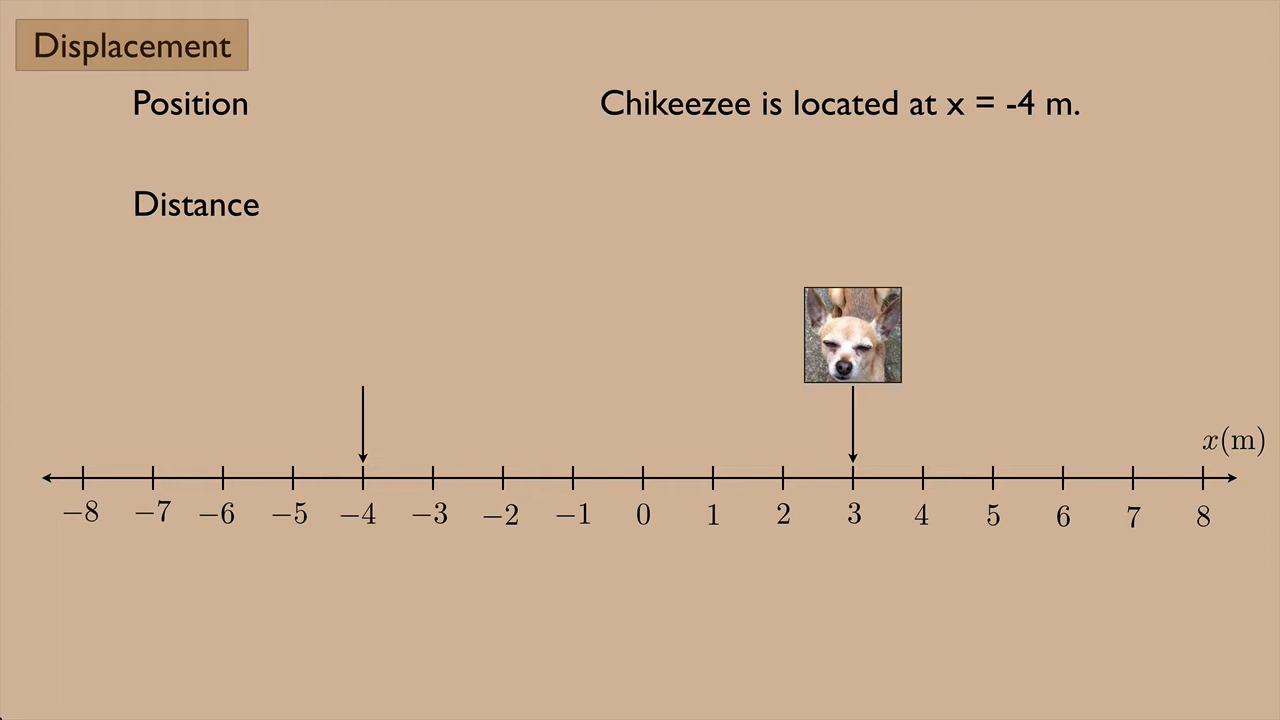 Displacement
Position
Chikeezee is located at x = -4 m.
Distance
x(m)
−8 −7 −6 −5 −4 −3 −2 −1 0 1 2 3 4 5 6 7 8